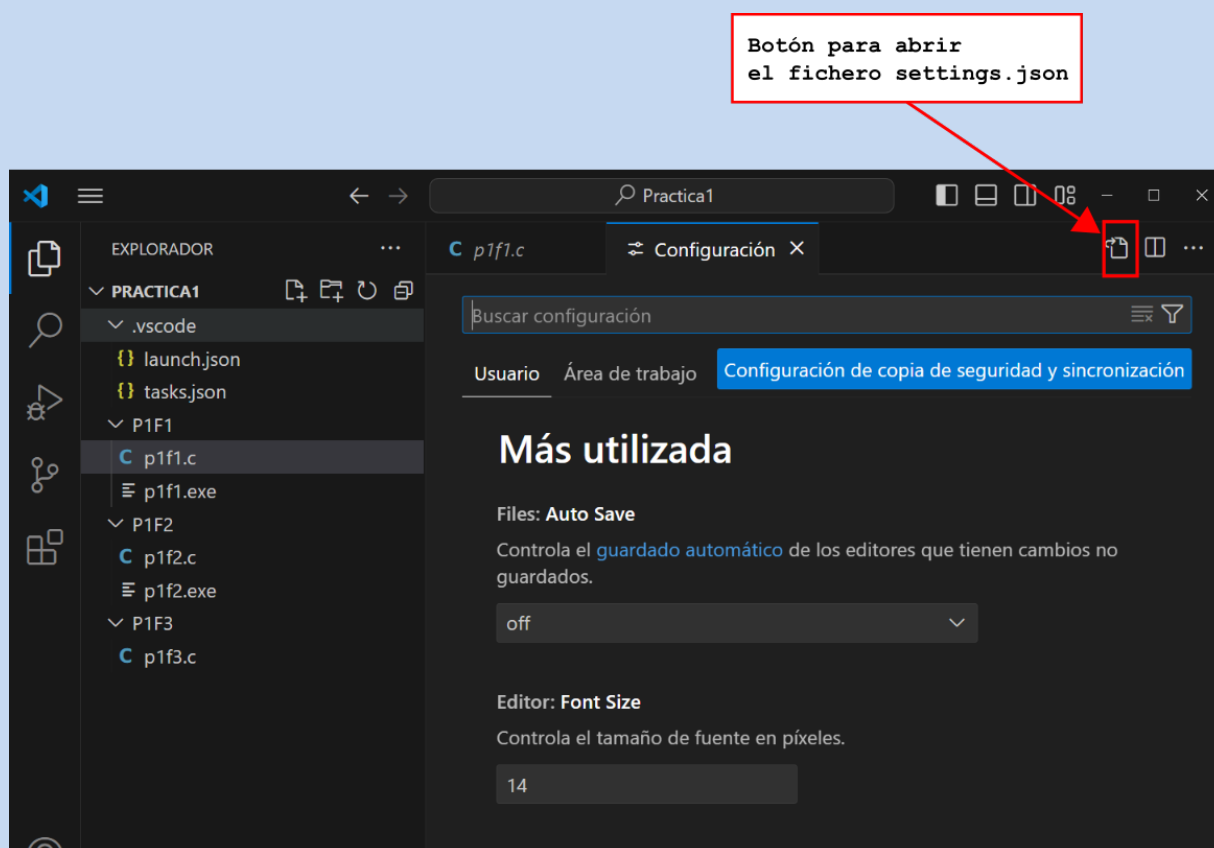 Botón para abrir
el fichero settings.json
Practica1
EXPLORADOR
C p1f1.c
Configuración
PRACTICA1
.vscode
{} launch.json
{} tasks.json
P1F1
C p1f1.c
p1f1.exe
P1F2
C p1f2.c
p1f2.exe
P1F3
C p1f3.c
Buscar configuración
Usuario Área de trabajo Configuración de copia de seguridad y sincronización
Más utilizada
Files: Auto Save
Controla el guardado automático de los editores que tienen cambios no
guardados.
off
Editor: Font Size
Controla el tamaño de fuente en píxeles.
14